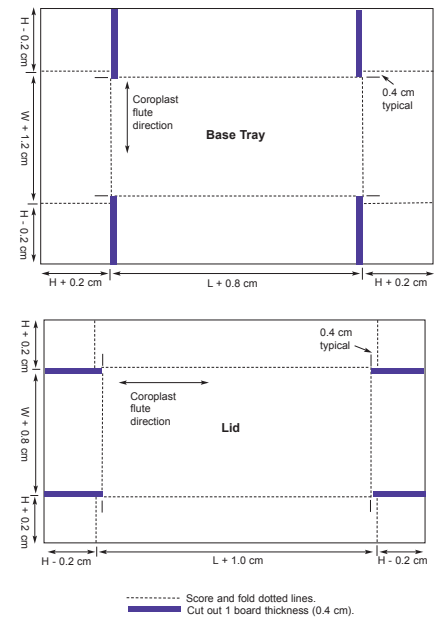 H - 0.2 cm
W + 1.2 cm
H - 0.2 cm
Coroplast
flute
direction
Base Tray
0.4 cm
typical
H + 0.2 cm
L + 0.8 cm
H + 0.2 cm
H + 0.2 cm
W + 0.8 cm
H + 0.2 cm
0.4 cm
typical
Coroplast
flute
direction
Lid
H - 0.2 cm
L + 1.0 cm
H - 0.2 cm
Score and fold dotted lines.
Cut out 1 board thickness (0.4 cm).